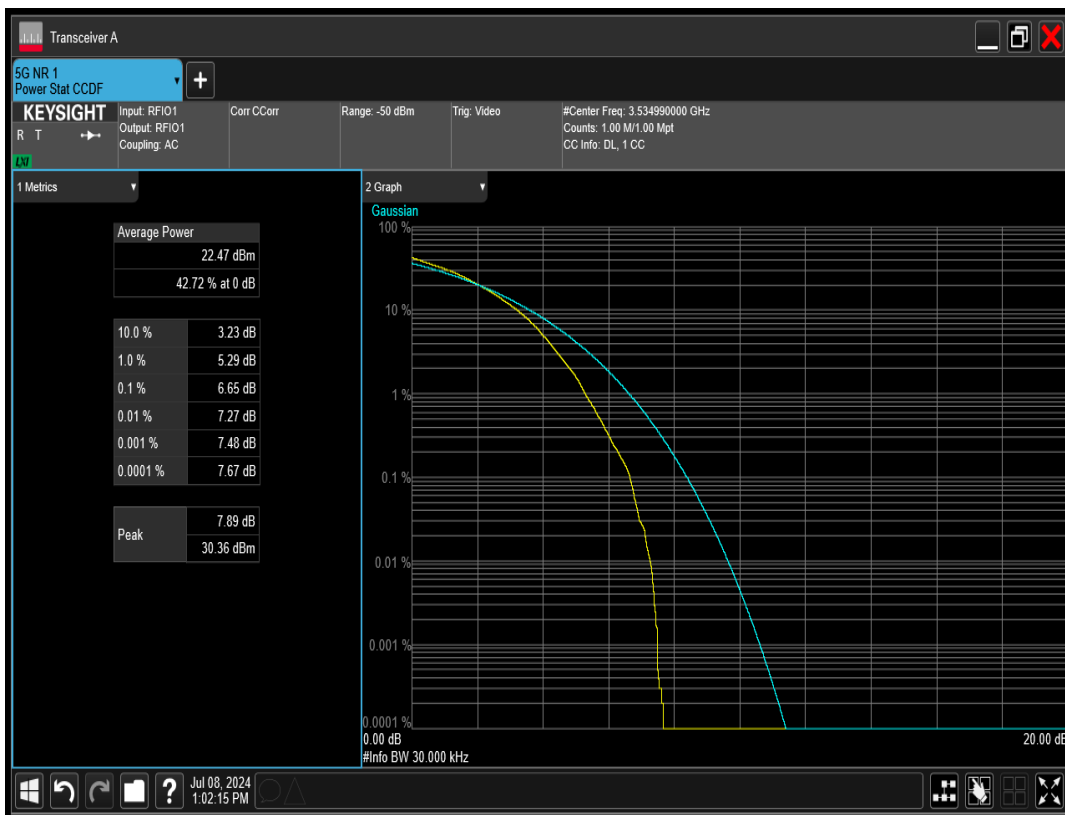 Transceiver A
5G NR 1
Power Stat CCDF
+
KEYSIGHT
R T
LXI
Input: RFIO1
Output: RFIO1
Coupling: AC
Corr CCorr
Range: -50 dBm
Trig: Video
#Center Freq: 3.534990000 GHz
Counts: 1.00 M/1.00 Mpt
CC Info: DL, 1 CC
1 Metrics
Average Power
22.47 dBm
42.72 % at 0 dB
10.0 % 3.23 dB
1.0 % 5.29 dB
0.1 % 6.65 dB
0.01 % 7.27 dB
0.001 % 7.48 dB
0.0001 % 7.67 dB
Peak 7.89 dB
30.36 dBm
2 Graph
Gaussian
100 %
10 %
1 %
0.1 %
0.01 %
0.001 %
0.0001 %
0.00 dB 20.00 dB
#Info BW 30.000 kHz
?
Jul 08, 2024
1:02:15 PM